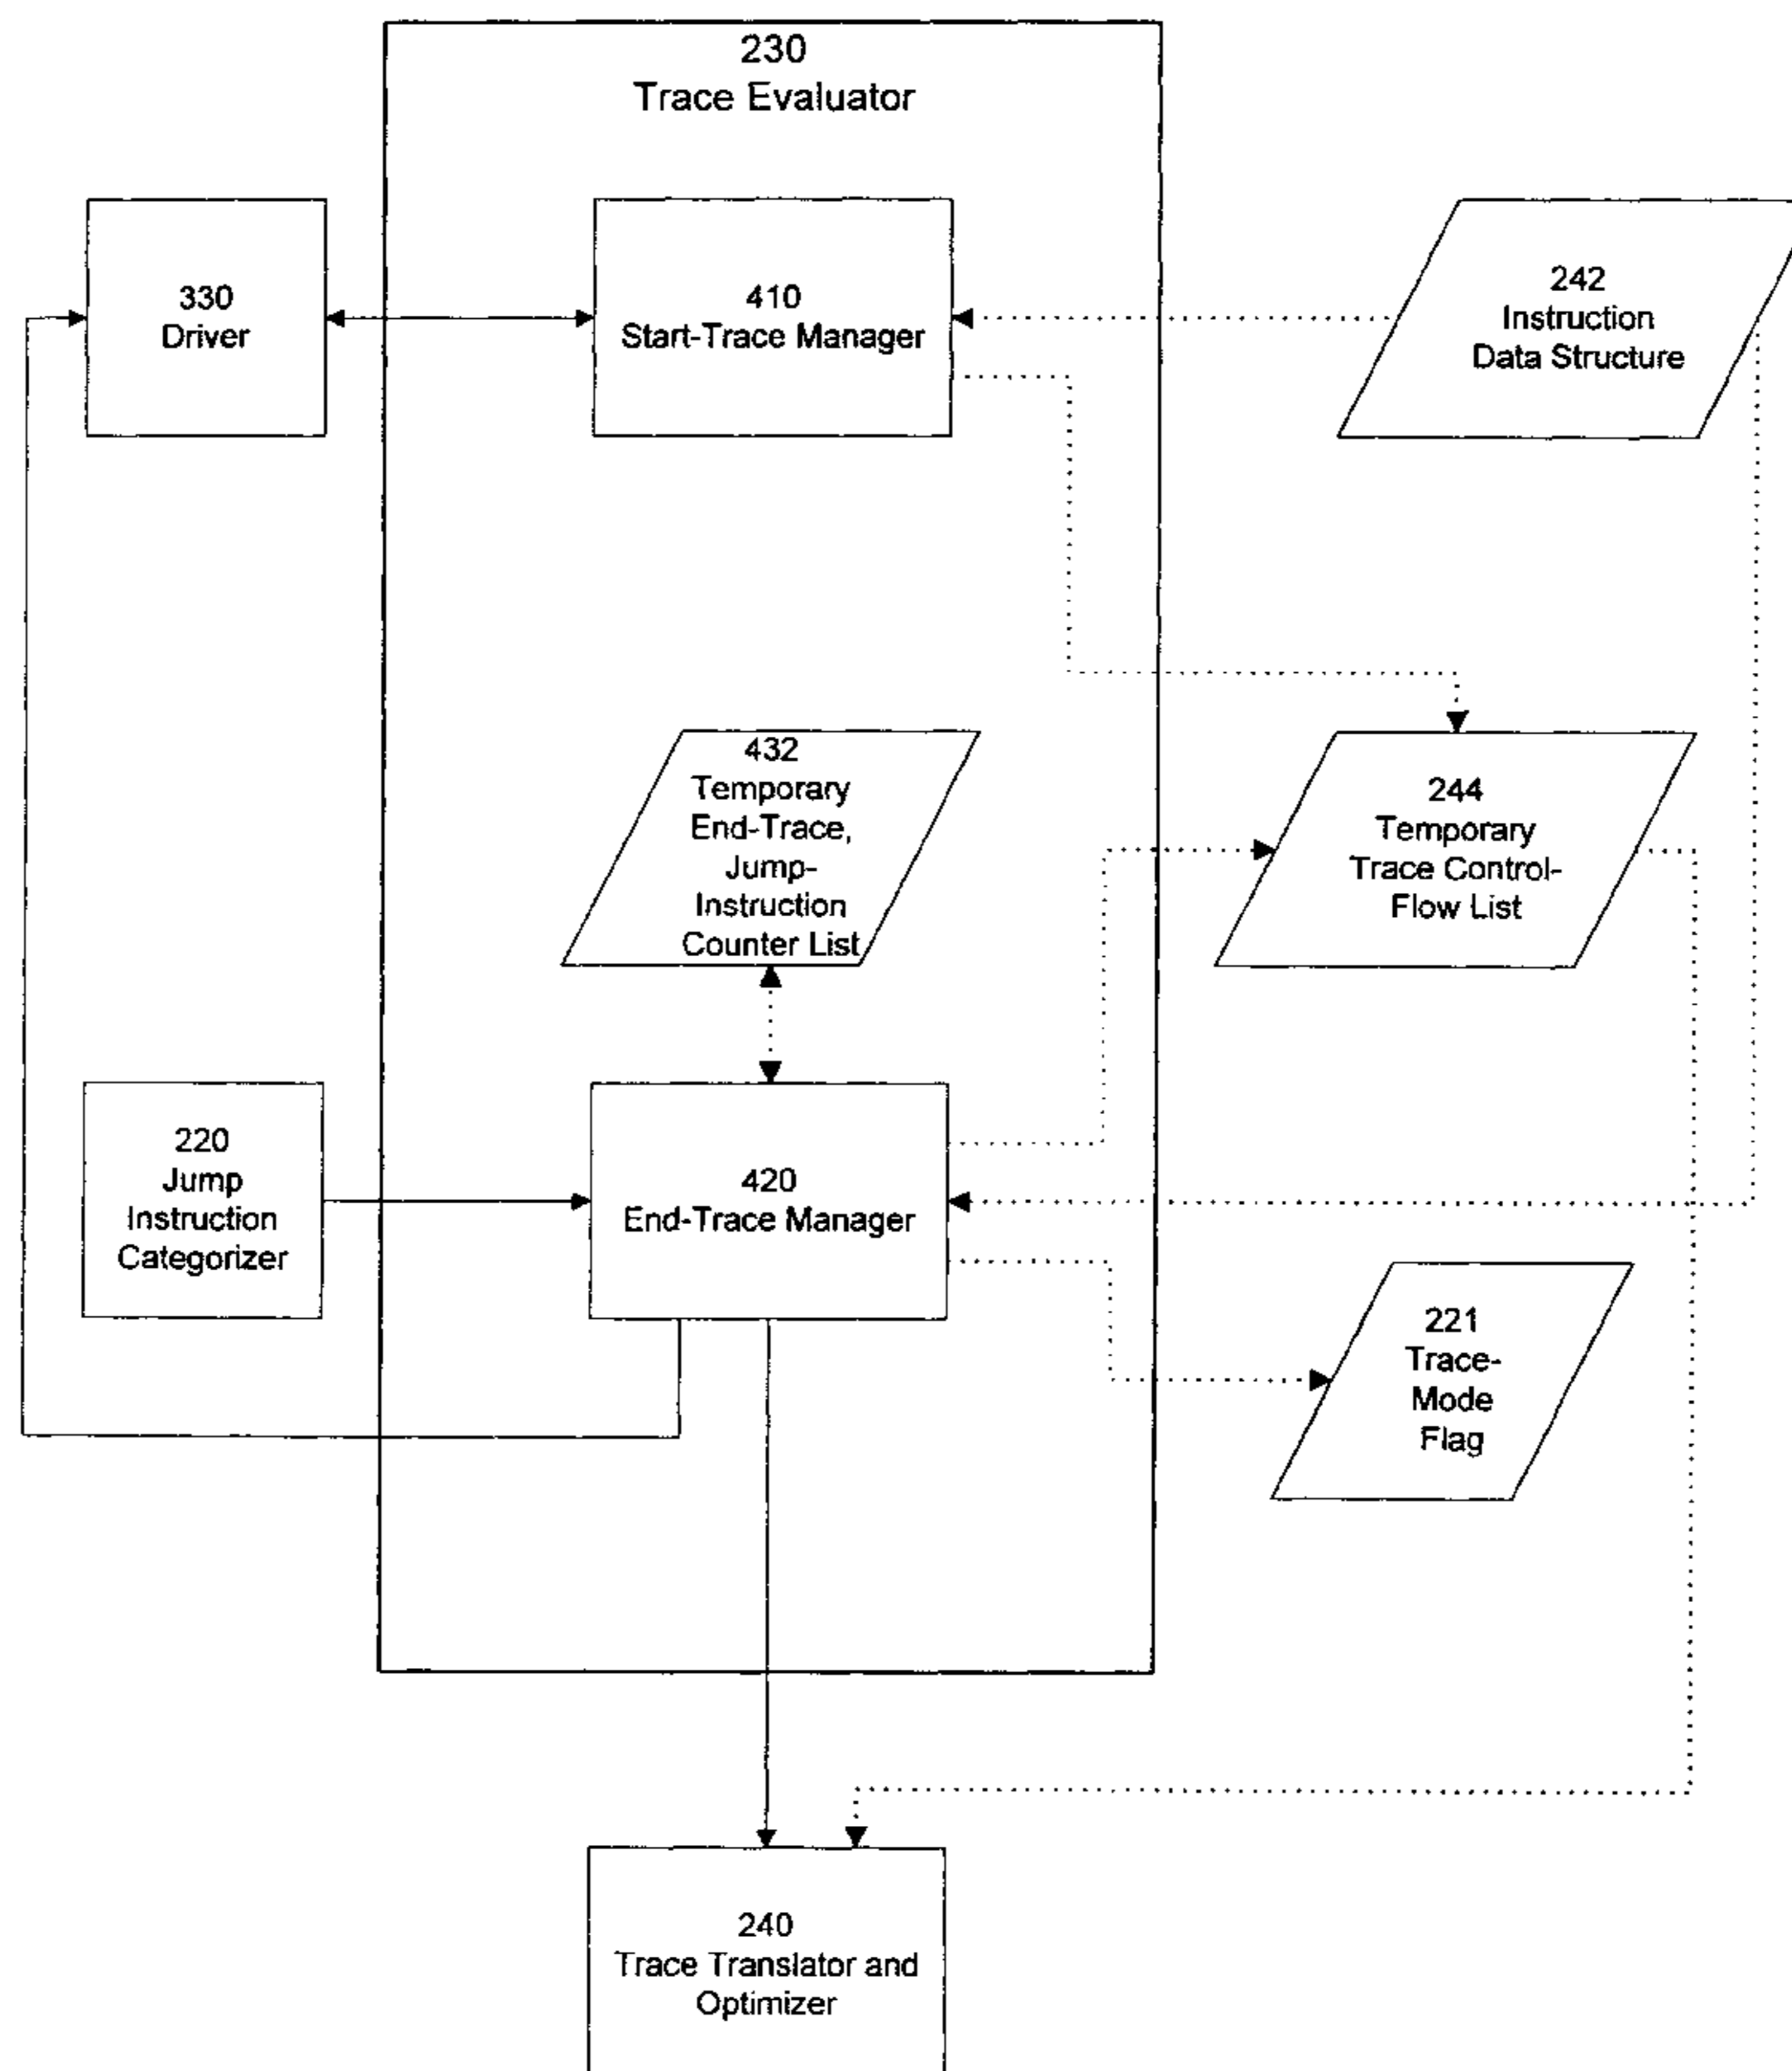 230
Trace Evaluator
330
Driver
410
Start-Trace Manager
242
Instruction
Data Structure
432
Temporary
End-Trace,
Jump-
Instruction
Counter List
244
Temporary
Trace Control-
Flow List
220
Jump
Instruction
Categorizer
420
End-Trace Manager
221
Trace-
Mode
Flag
240
Trace Translator and
Optimizer